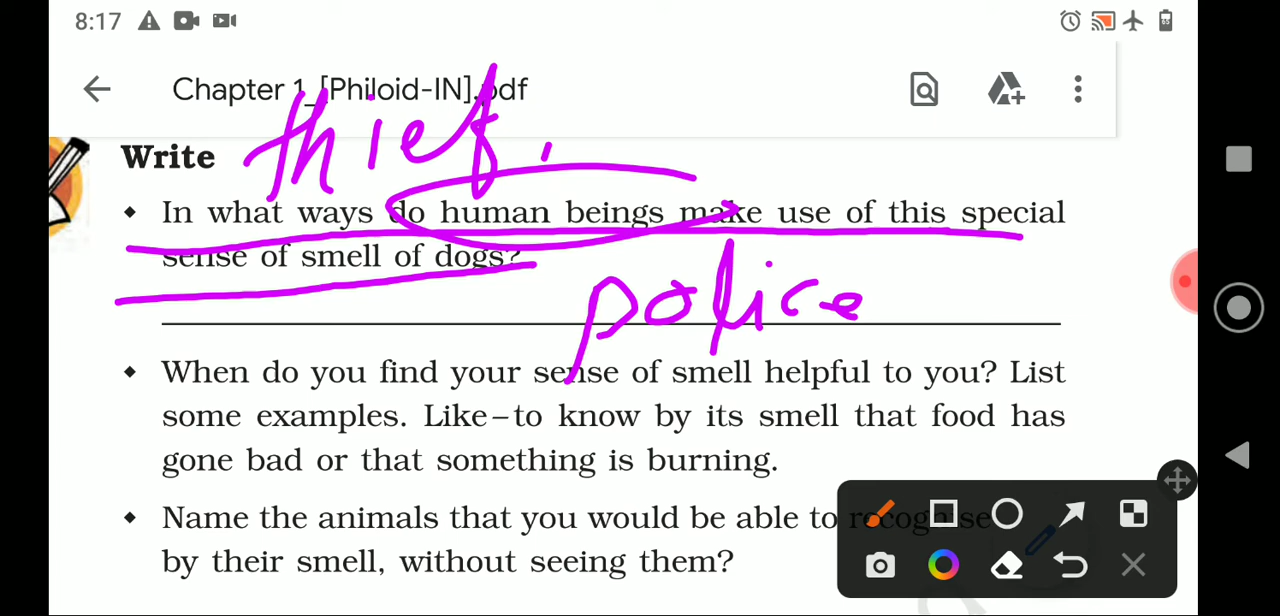 8:17
Chapter 1_[Philoid-IN].pdf
Write thief,
⬥ In what ways do human beings make use of this special
sense of smell of dogs?
police
⬥ When do you find your sense of smell helpful to you? List
some examples. Like–to know by its smell that food has
gone bad or that something is burning.
⬥ Name the animals that you would be able to recognise
by their smell, without seeing them?